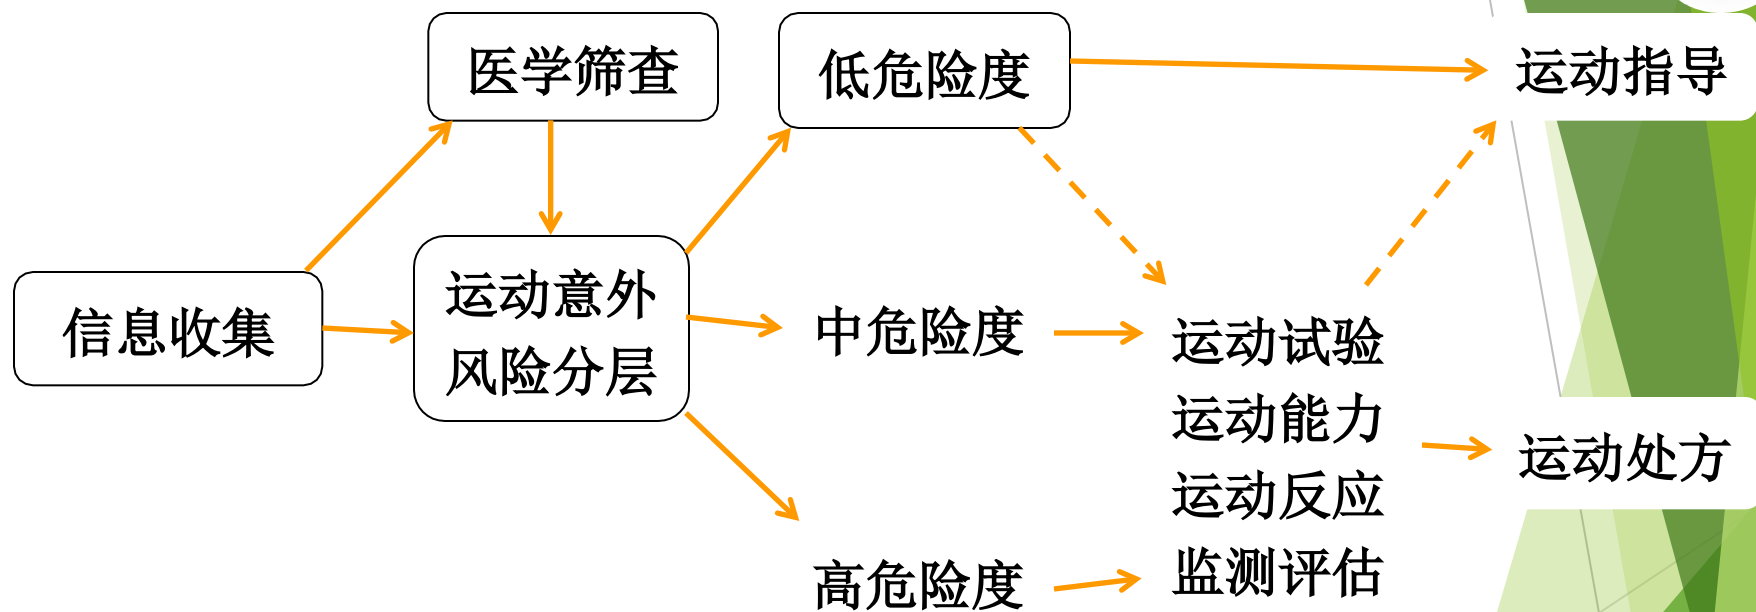 医学筛查
低危险度
运动指导
信息收集
运动意外
风险分层
中危险度
运动试验
运动能力
运动反应
监测评估
运动处方
高危险度